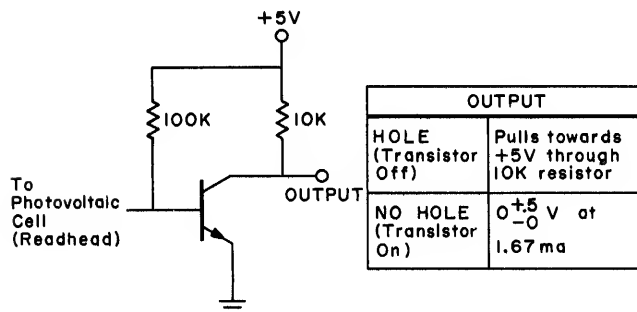 +5V
100K
10K
OUTPUT
To
Photovoltaic
Cell
(Readhead)
OUTPUT
HOLE
(Transistor
Off)
Pulls towards
+5V through
10K resistor
NO HOLE
(Transistor
On)
0 +.5 -0 V at
1.67 ma